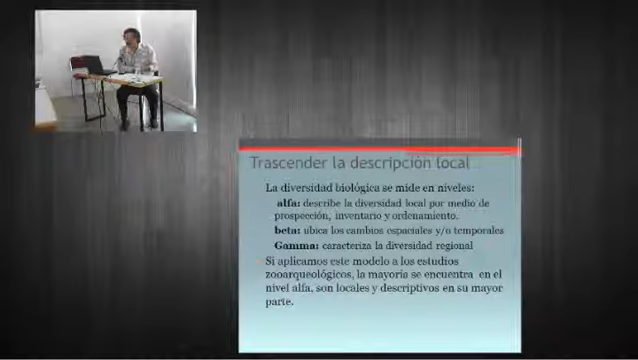 Trascender la descripción local
La diversidad biológica se mide en niveles:
alfa: describe la diversidad local por medio de
prospección, inventario y ordenamiento.
beta: ubica los cambios espaciales y/o temporales
Gamma: caracteriza la diversidad regional
Si aplicamos este modelo a los estudios
zooarqueológicos, la mayoría se encuentra en el
nivel alfa, son locales y descriptivos en su mayor
parte.